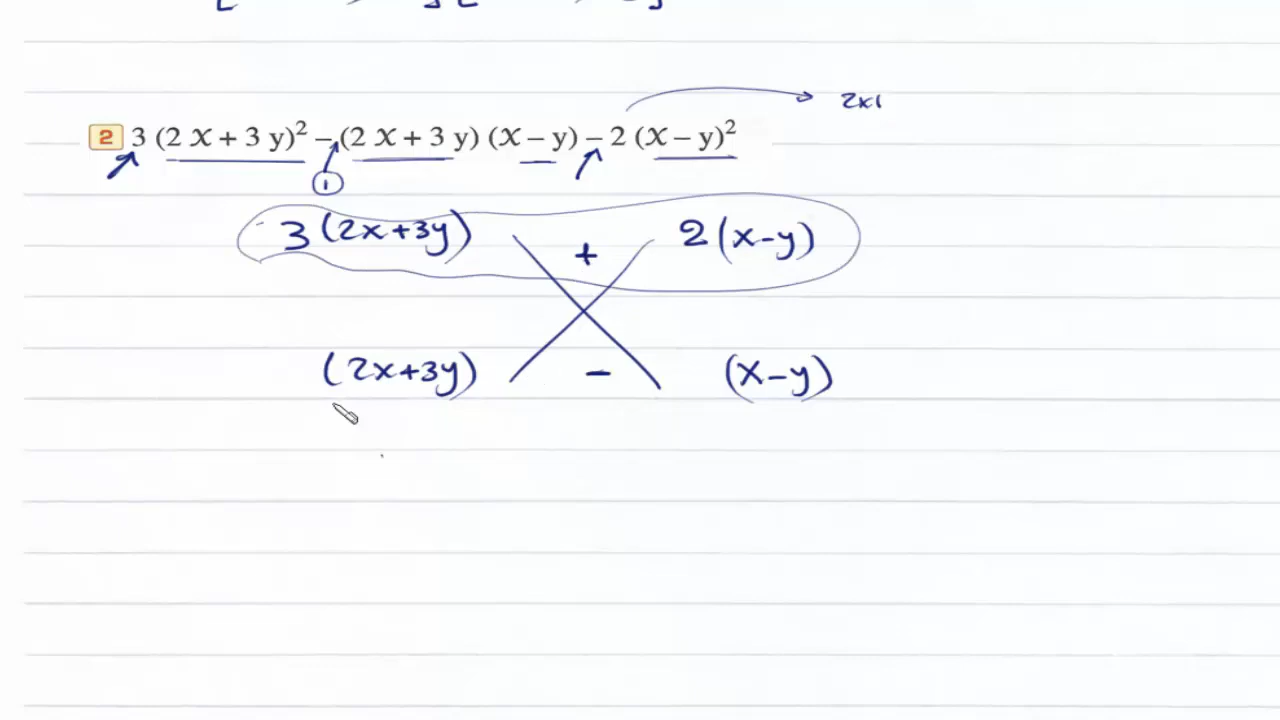 2x1
2 3 (2 X + 3 y)² – (2 X + 3 y) (X – y) – 2 (X – y)²
1
3 (2x+3y) + 2 (x-y)
(2x+3y) - (x-y)